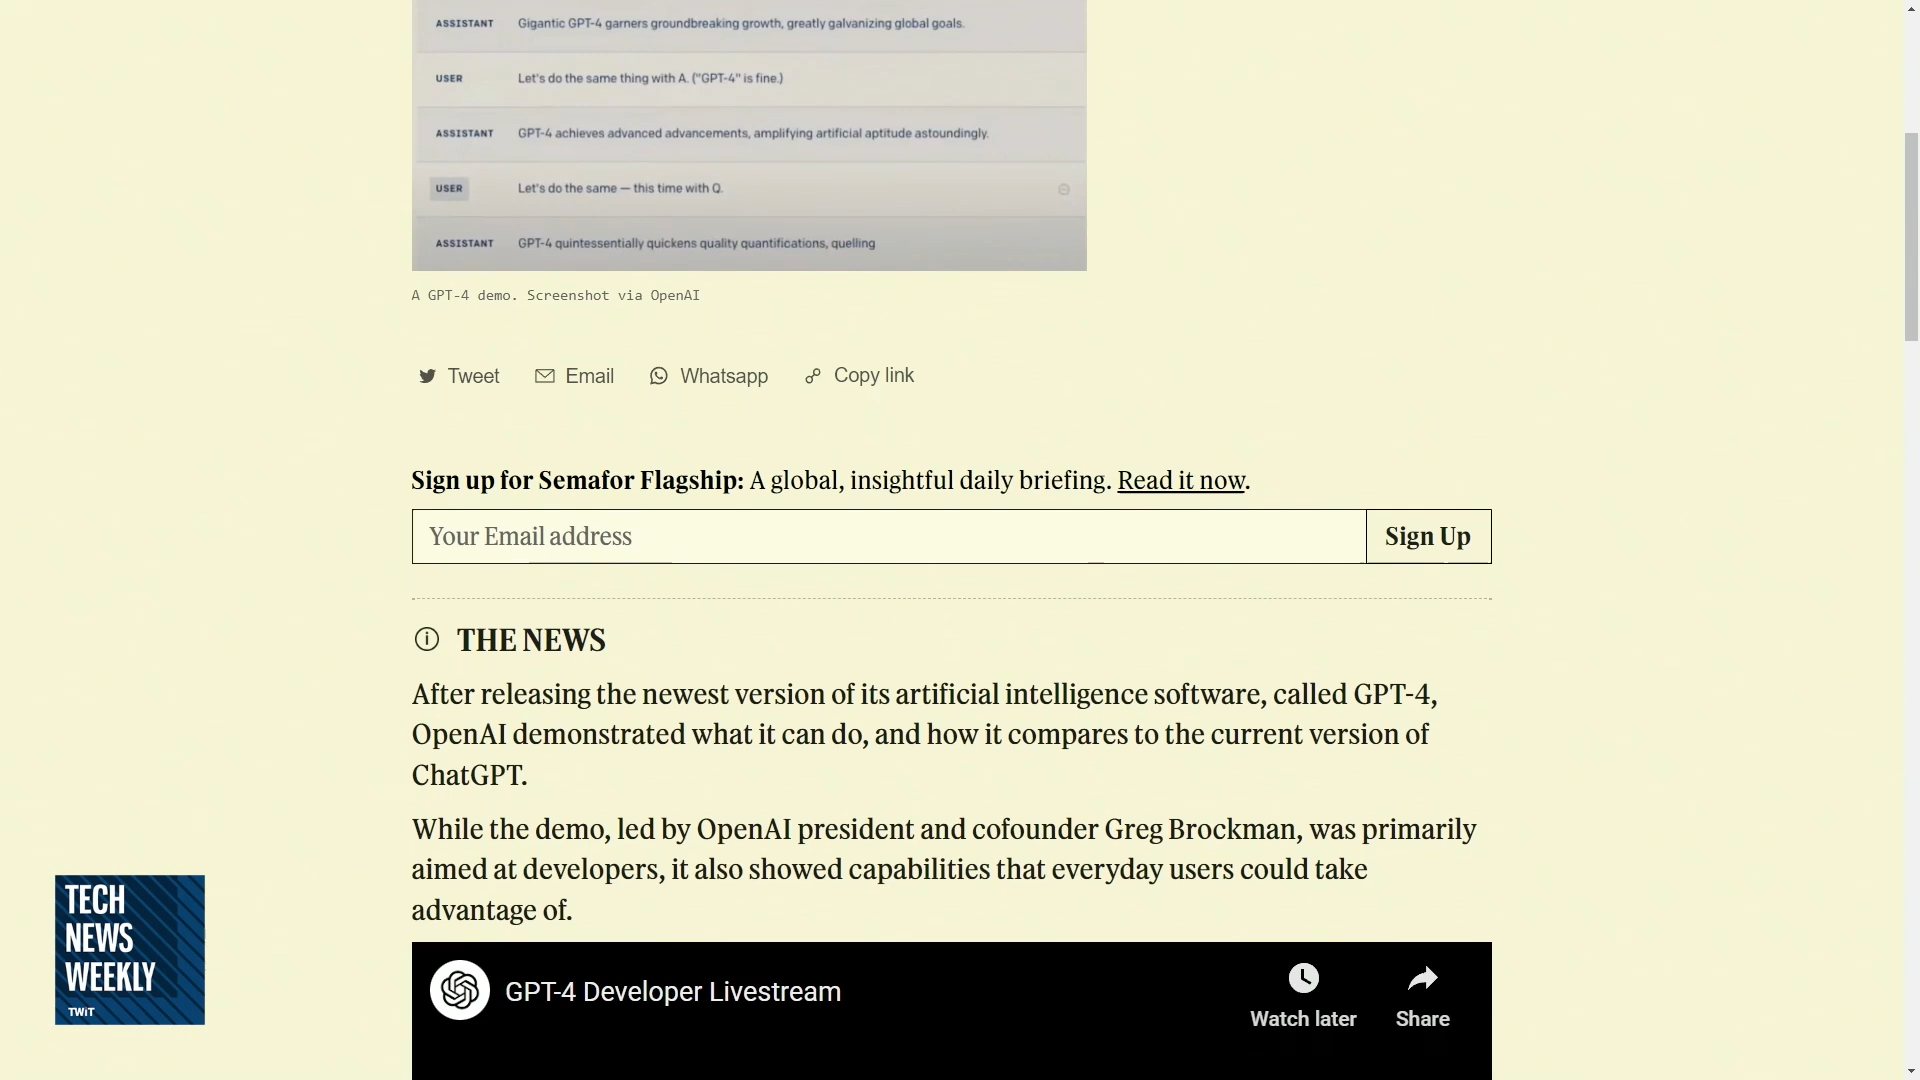 ASSISTANT Gigantic GPT-4 garners groundbreaking growth, greatly galvanizing global goals.
USER Let's do the same thing with A. ("GPT-4" is fine.)
ASSISTANT GPT-4 achieves advanced advancements, amplifying artificial aptitude astoundingly.
USER Let's do the same — this time with Q.
ASSISTANT GPT-4 quintessentially quickens quality quantifications, quelling
A GPT-4 demo. Screenshot via OpenAI
Tweet Email Whatsapp Copy link
Sign up for Semafor Flagship: A global, insightful daily briefing. Read it now.
Your Email address Sign Up
THE NEWS
After releasing the newest version of its artificial intelligence software, called GPT-4,
OpenAI demonstrated what it can do, and how it compares to the current version of
ChatGPT.
While the demo, led by OpenAI president and cofounder Greg Brockman, was primarily
aimed at developers, it also showed capabilities that everyday users could take
advantage of.
GPT-4 Developer Livestream
Watch later Share
TECH
NEWS
WEEKLY
TWiT